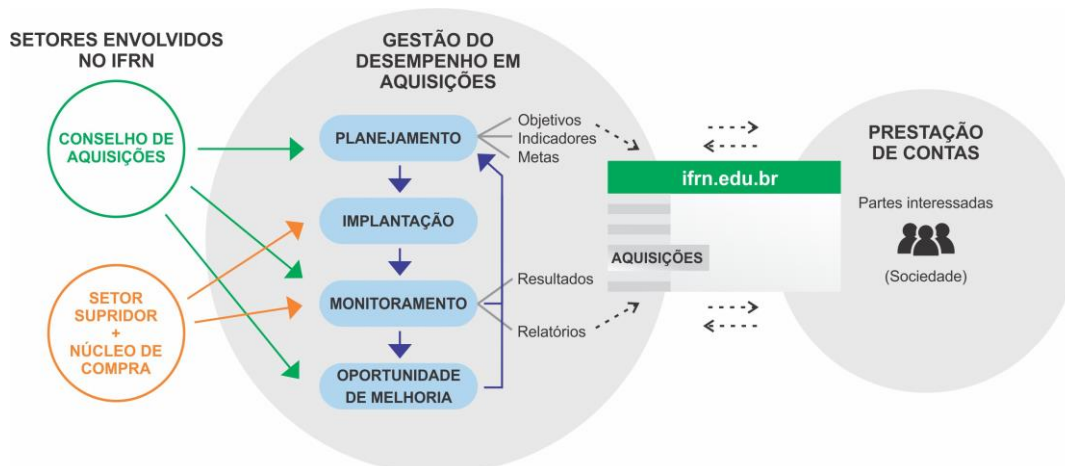 SETORES ENVOLVIDOS
NO IFRN
CONSELHO DE
AQUISIÇÕES
SETOR
SUPRIDOR
+
NÚCLEO DE
COMPRA
GESTÃO DO
DESEMPENHO EM
AQUISIÇÕES
PLANEJAMENTO
Objetivos
Indicadores
Metas
IMPLANTAÇÃO
MONITORAMENTO
Resultados
Relatórios
OPORTUNIDADE
DE MELHORIA
ifrn.edu.br
AQUISIÇÕES
PRESTAÇÃO
DE CONTAS
Partes interessadas
(Sociedade)